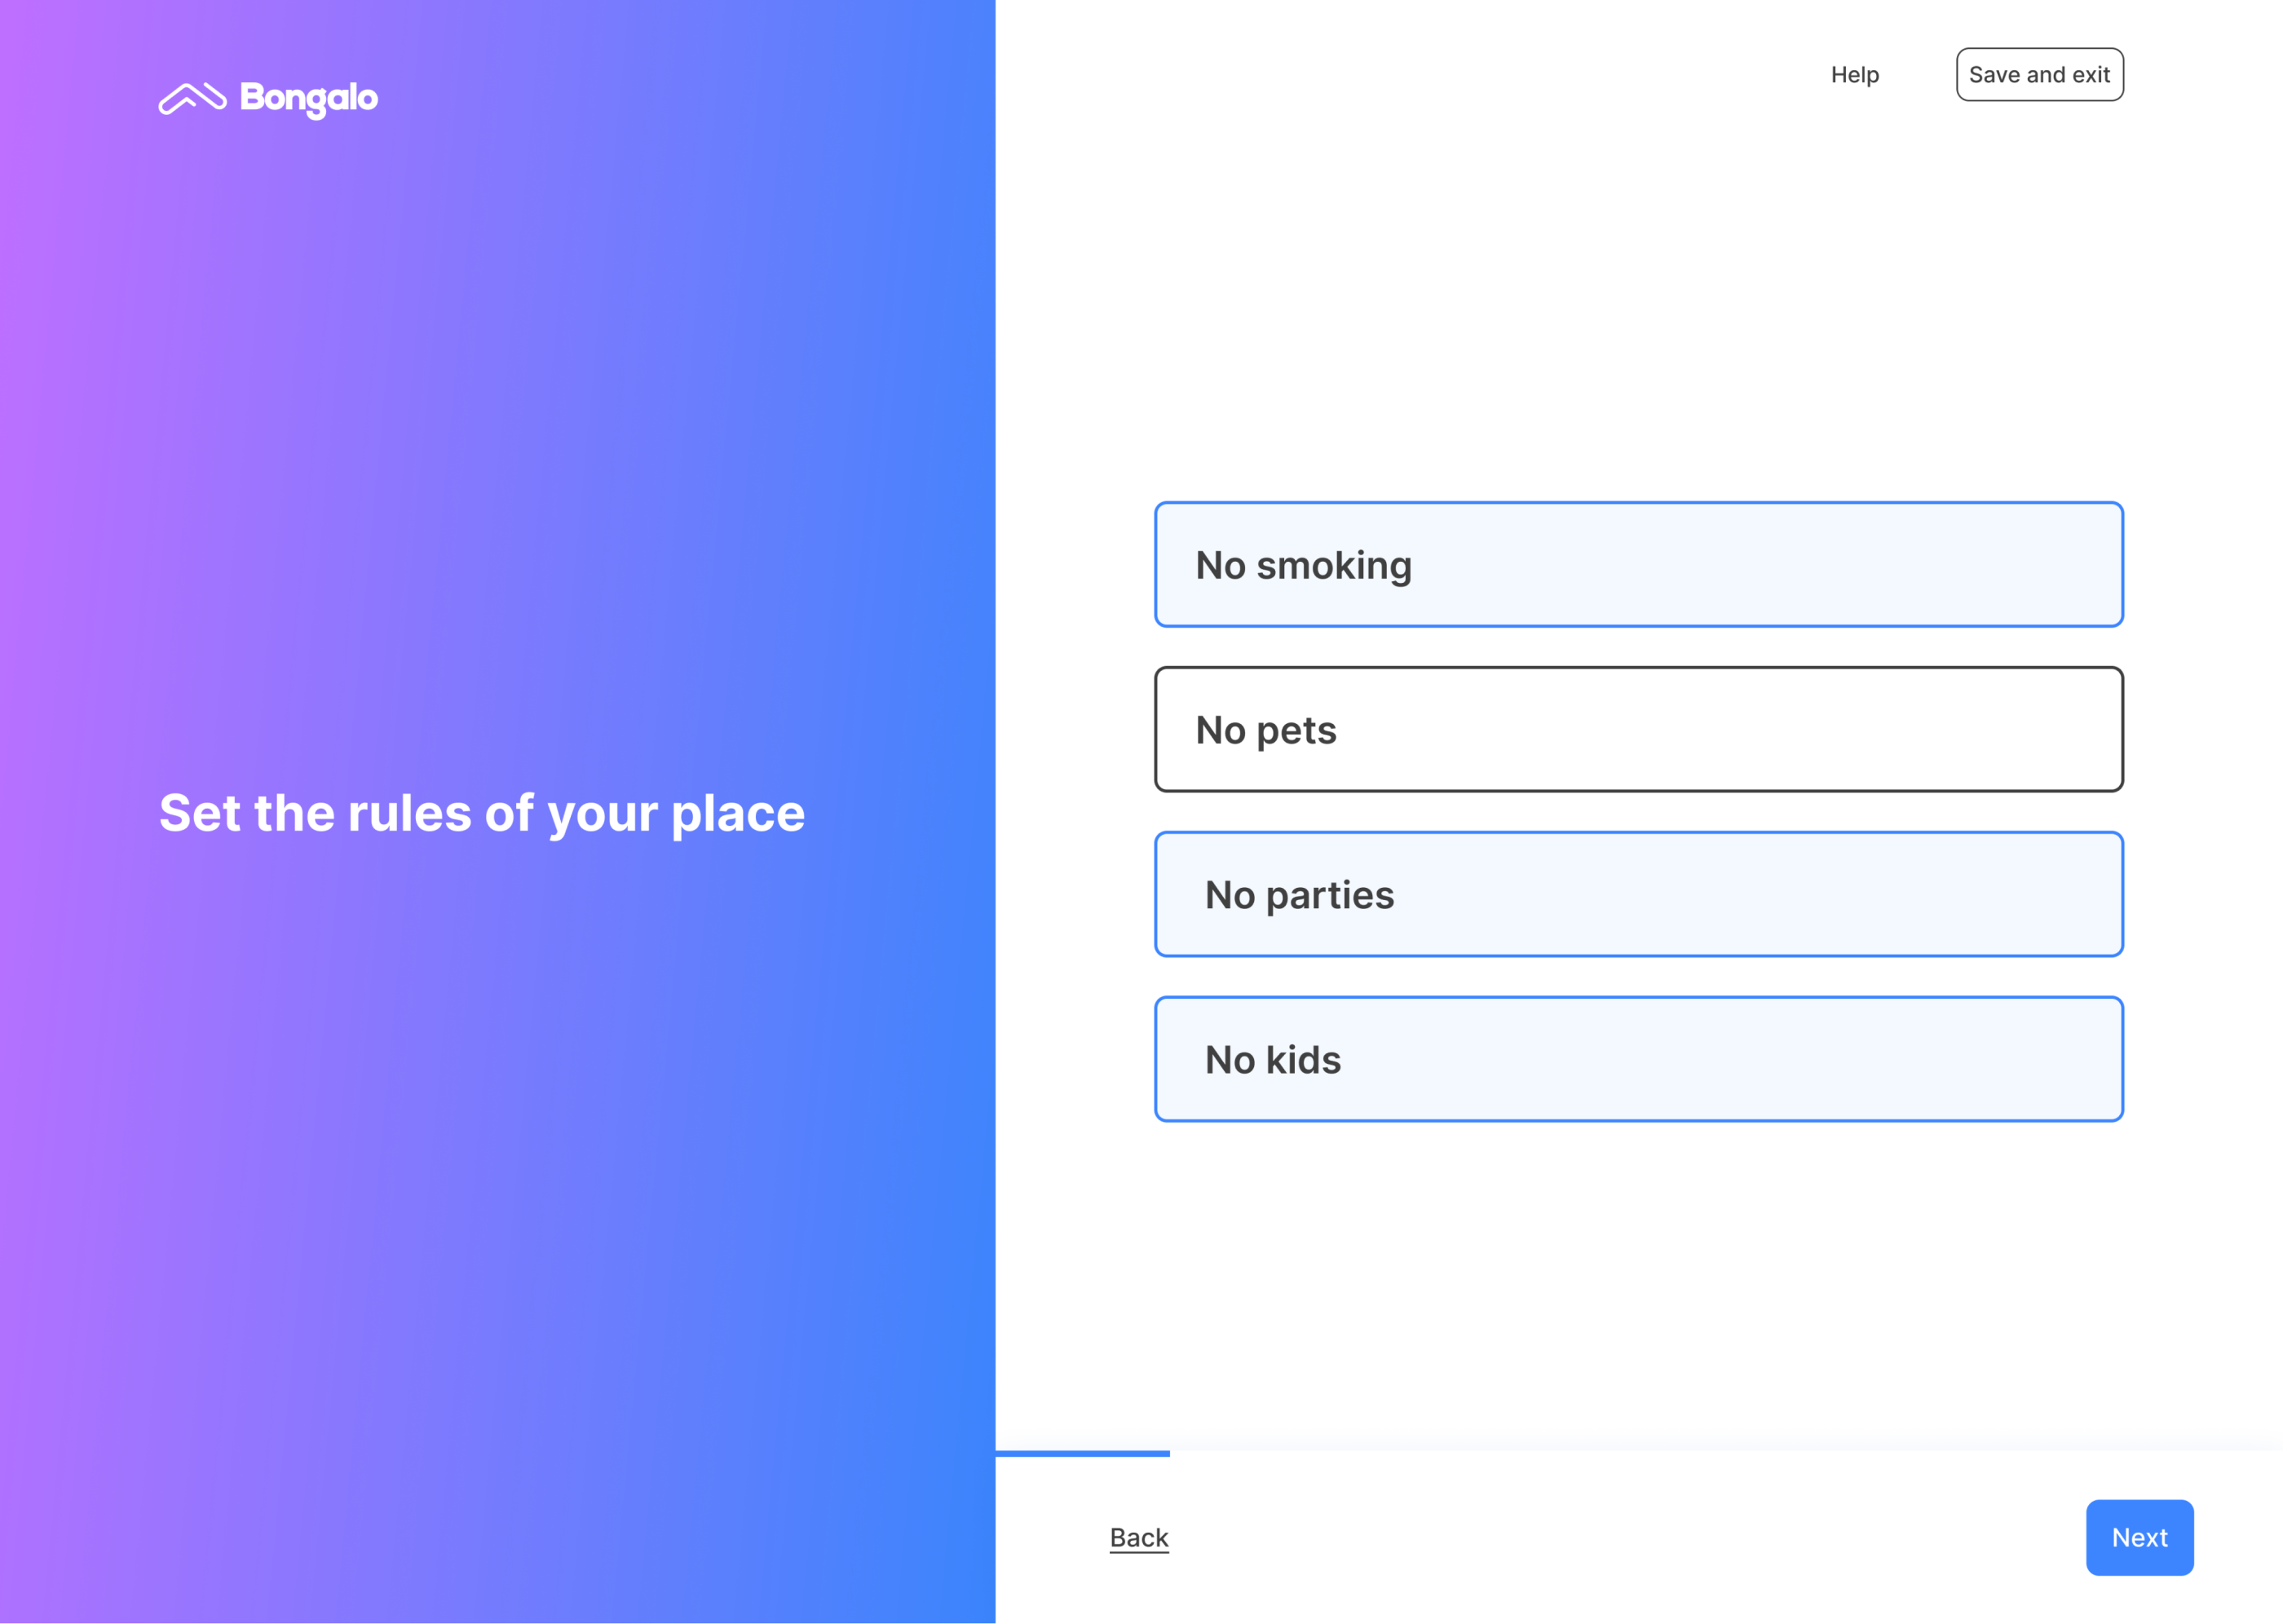 Bongalo
Help
Save and exit
Set the rules of your place
No smoking
No pets
No parties
No kids
Back
Next